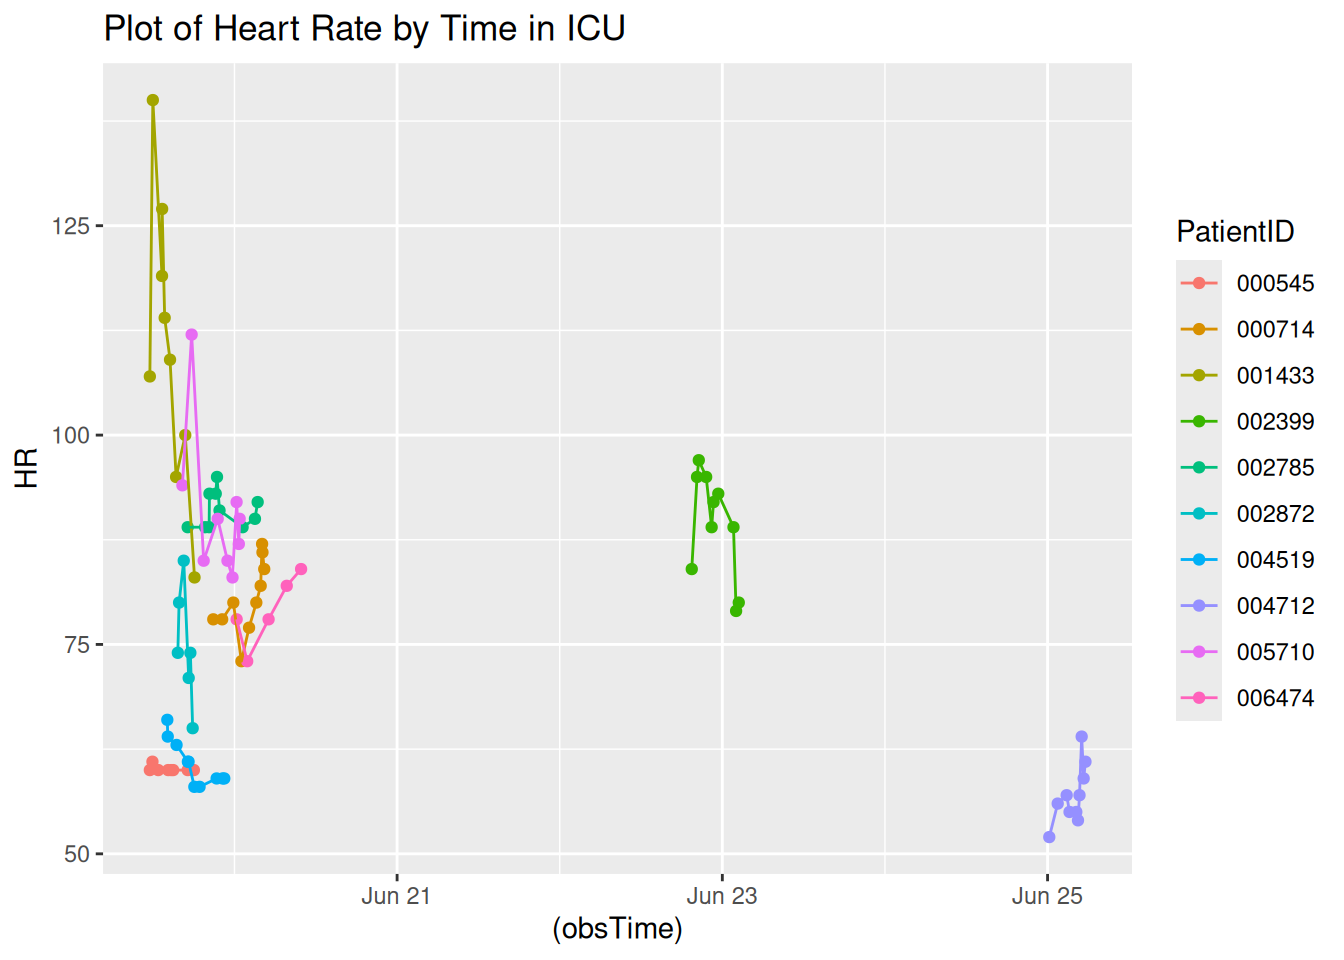 Plot of Heart Rate by Time in ICU
HR
125
100
75
50
Jun 21
Jun 23
Jun 25
(obsTime)
PatientID
000545
000714
001433
002399
002785
002872
004519
004712
005710
006474